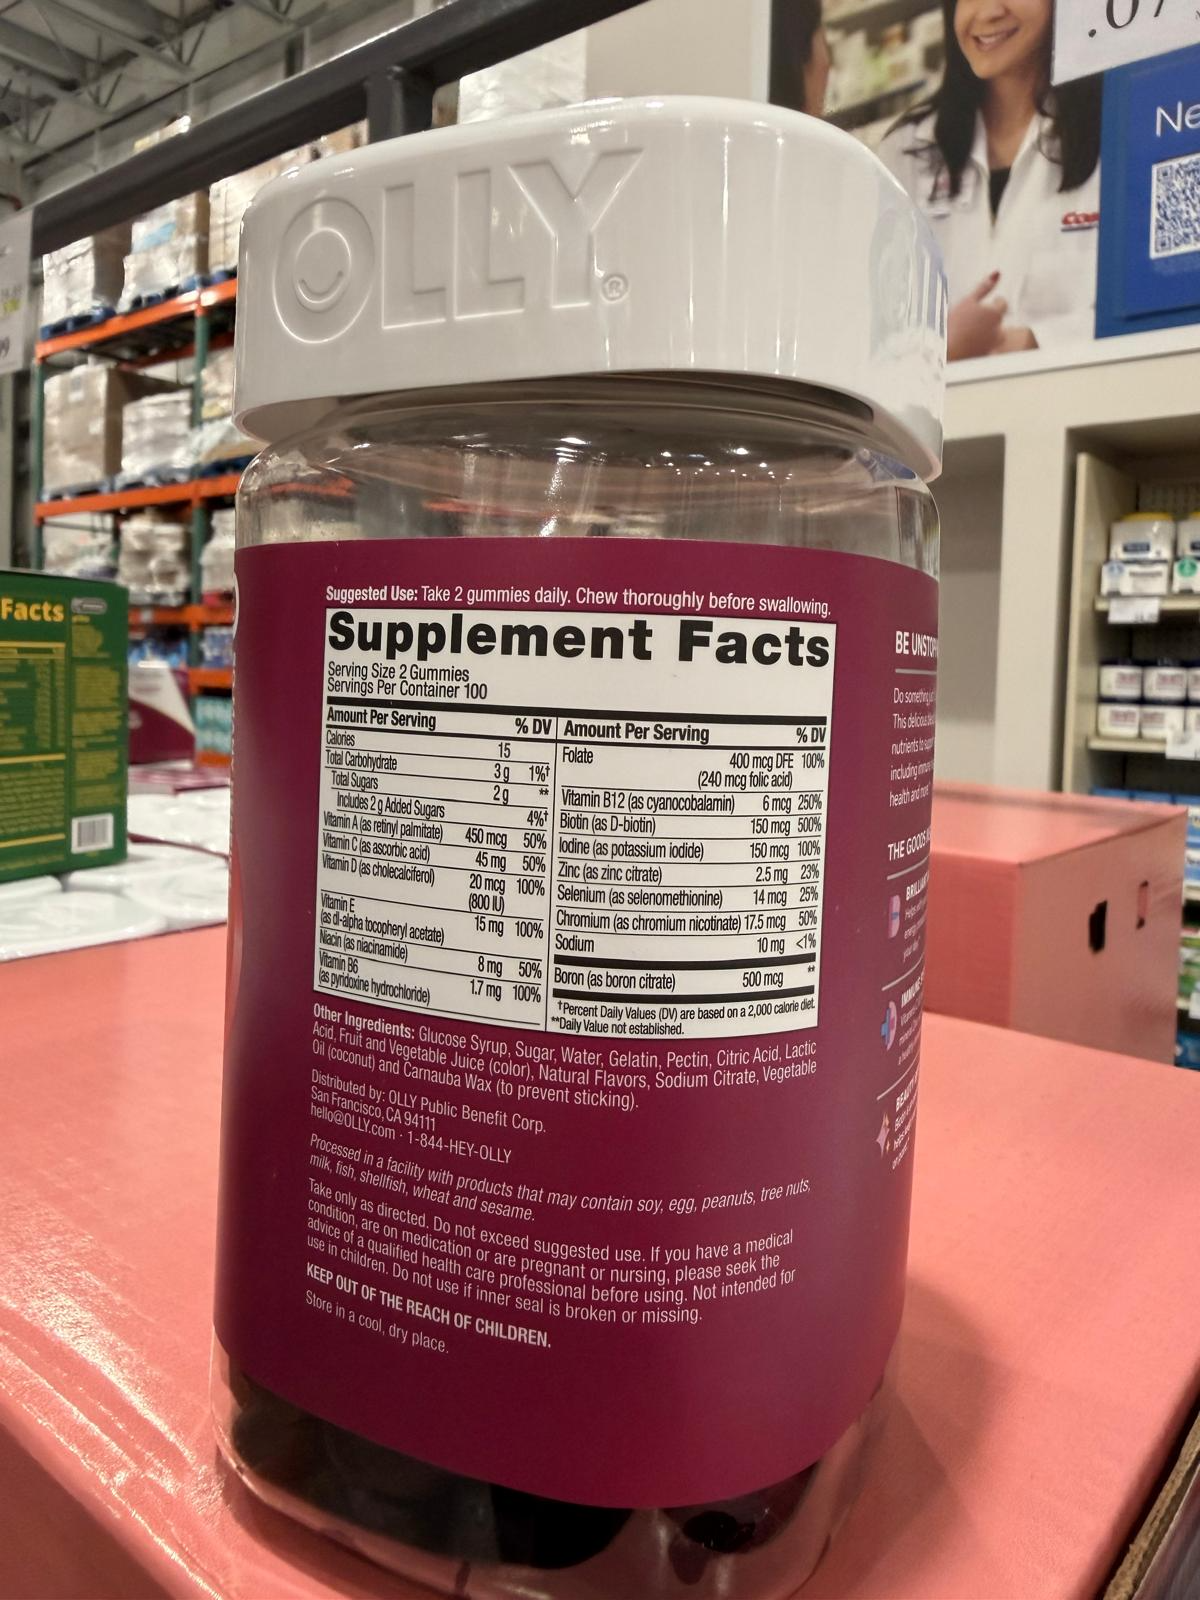 OLLY®
Suggested Use: Take 2 gummies daily. Chew thoroughly before swallowing.
Supplement Facts
Serving Size 2 Gummies
Servings Per Container 100
Amount Per Serving % DV
Calories 15
Total Carbohydrate 3 g 1%†
Total Sugars 2 g **
Includes 2 g Added Sugars 4%†
Vitamin A (as retinyl palmitate) 450 mcg 50%
Vitamin C (as ascorbic acid) 45 mg 50%
Vitamin D (as cholecalciferol) 20 mcg 100%
(800 IU)
Vitamin E
(as dl-alpha tocopheryl acetate) 15 mg 100%
Niacin (as niacinamide) 8 mg 50%
Vitamin B6
(as pyridoxine hydrochloride) 1.7 mg 100%
Amount Per Serving % DV
Folate 400 mcg DFE 100%
(240 mcg folic acid)
Vitamin B12 (as cyanocobalamin) 6 mcg 250%
Biotin (as D-biotin) 150 mcg 500%
Iodine (as potassium iodide) 150 mcg 100%
Zinc (as zinc citrate) 2.5 mg 23%
Selenium (as selenomethionine) 14 mcg 25%
Chromium (as chromium nicotinate) 17.5 mcg 50%
Sodium 10 mg <1%
Boron (as boron citrate) 500 mcg **
†Percent Daily Values (DV) are based on a 2,000 calorie diet.
**Daily Value not established.
Other Ingredients: Glucose Syrup, Sugar, Water, Gelatin, Pectin, Citric Acid, Lactic
Acid, Fruit and Vegetable Juice (color), Natural Flavors, Sodium Citrate, Vegetable
Oil (coconut) and Carnauba Wax (to prevent sticking).
Distributed by: OLLY Public Benefit Corp.
San Francisco, CA 94111
hello@OLLY.com · 1-844-HEY-OLLY
Processed in a facility with products that may contain soy, egg, peanuts, tree nuts,
milk, fish, shellfish, wheat and sesame.
Take only as directed. Do not exceed suggested use. If you have a medical
condition, are on medication or are pregnant or nursing, please seek the
advice of a qualified health care professional before using. Not intended for
use in children. Do not use if inner seal is broken or missing.
KEEP OUT OF THE REACH OF CHILDREN.
Store in a cool, dry place.
BE
Do something
This delicious
nutrients to
including
health and
THE GOODS
Facts